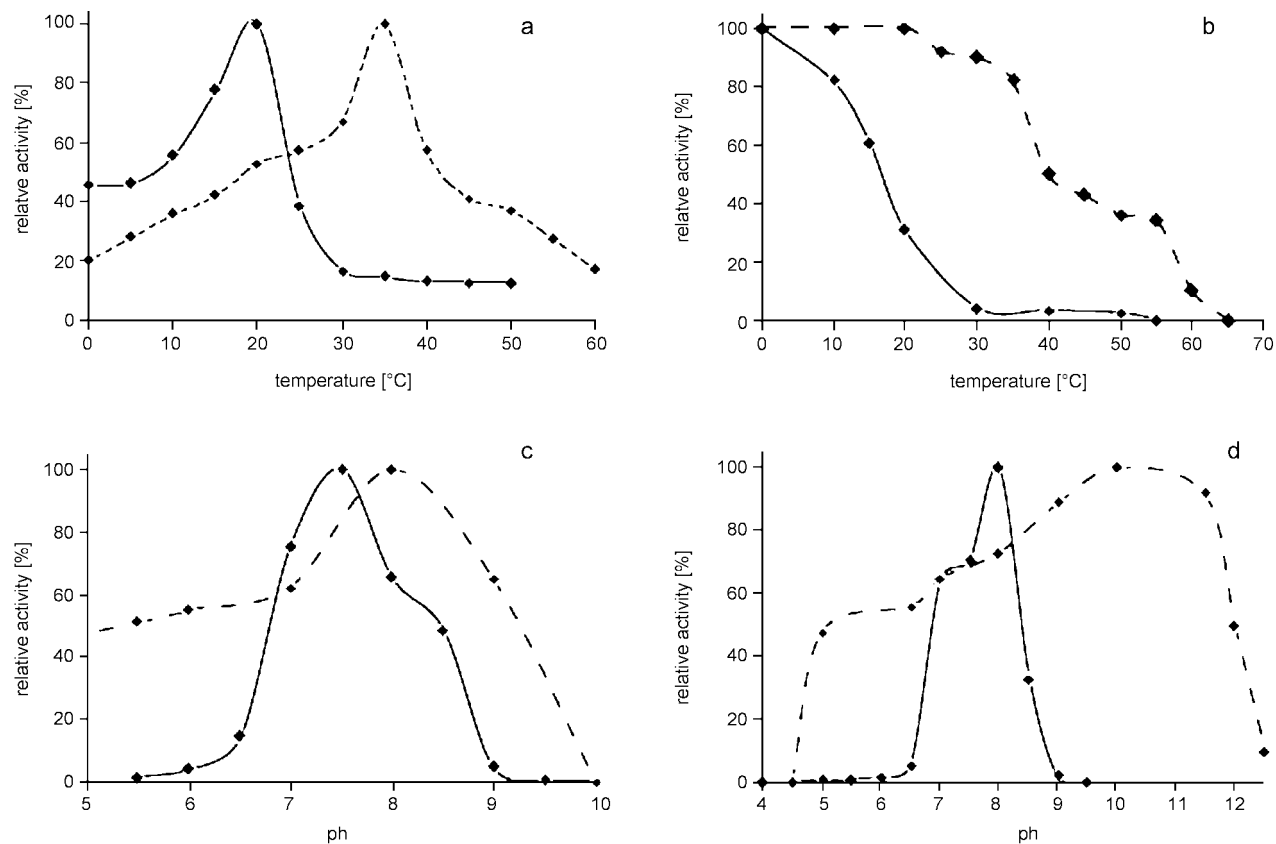 a
100
80
60
40
20
0
relative activity [%]
0 10 20 30 40 50 60
temperature [°C]
b
100
80
60
40
20
0
relatve activity [%]
0 10 20 30 40 50 60 70
temperature [°C]
c
100
80
60
40
20
0
relative activity [%]
5 6 7 8 9 10
ph
d
100
80
60
40
20
0
relative activity [%]
4 5 6 7 8 9 10 11 12
ph